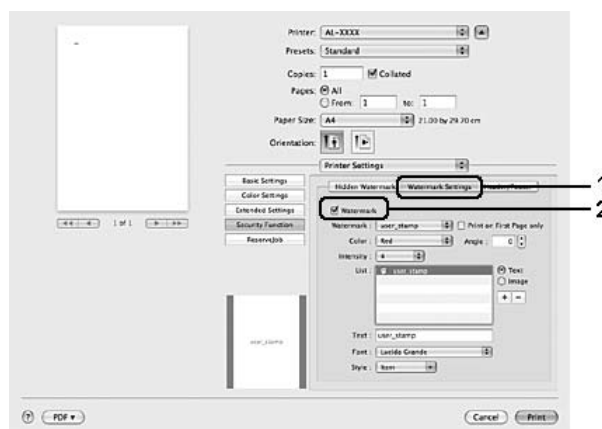 Printer: AL-XXXX
Presets: Standard
Copies: 1 Collated
Pages: All
From: 1 to: 1
Paper Size: A4 21.00 by 29.70 cm
Orientation:
Printer Settings
Basic Settings
Color Settings
Extended Settings
Security Function
ReserveJob
1 of 1
Hidden Watermark Watermark Settings 1
Watermark 2
Watermark : user_stamp Print on First Page only
Color : Red Angle : 0
Intensity : 4
List : user_stamp Text
Image
+ -
user_stamp
Text : user_stamp
Font : Lucida Grande
Style :
? PDF ▾ Cancel Print